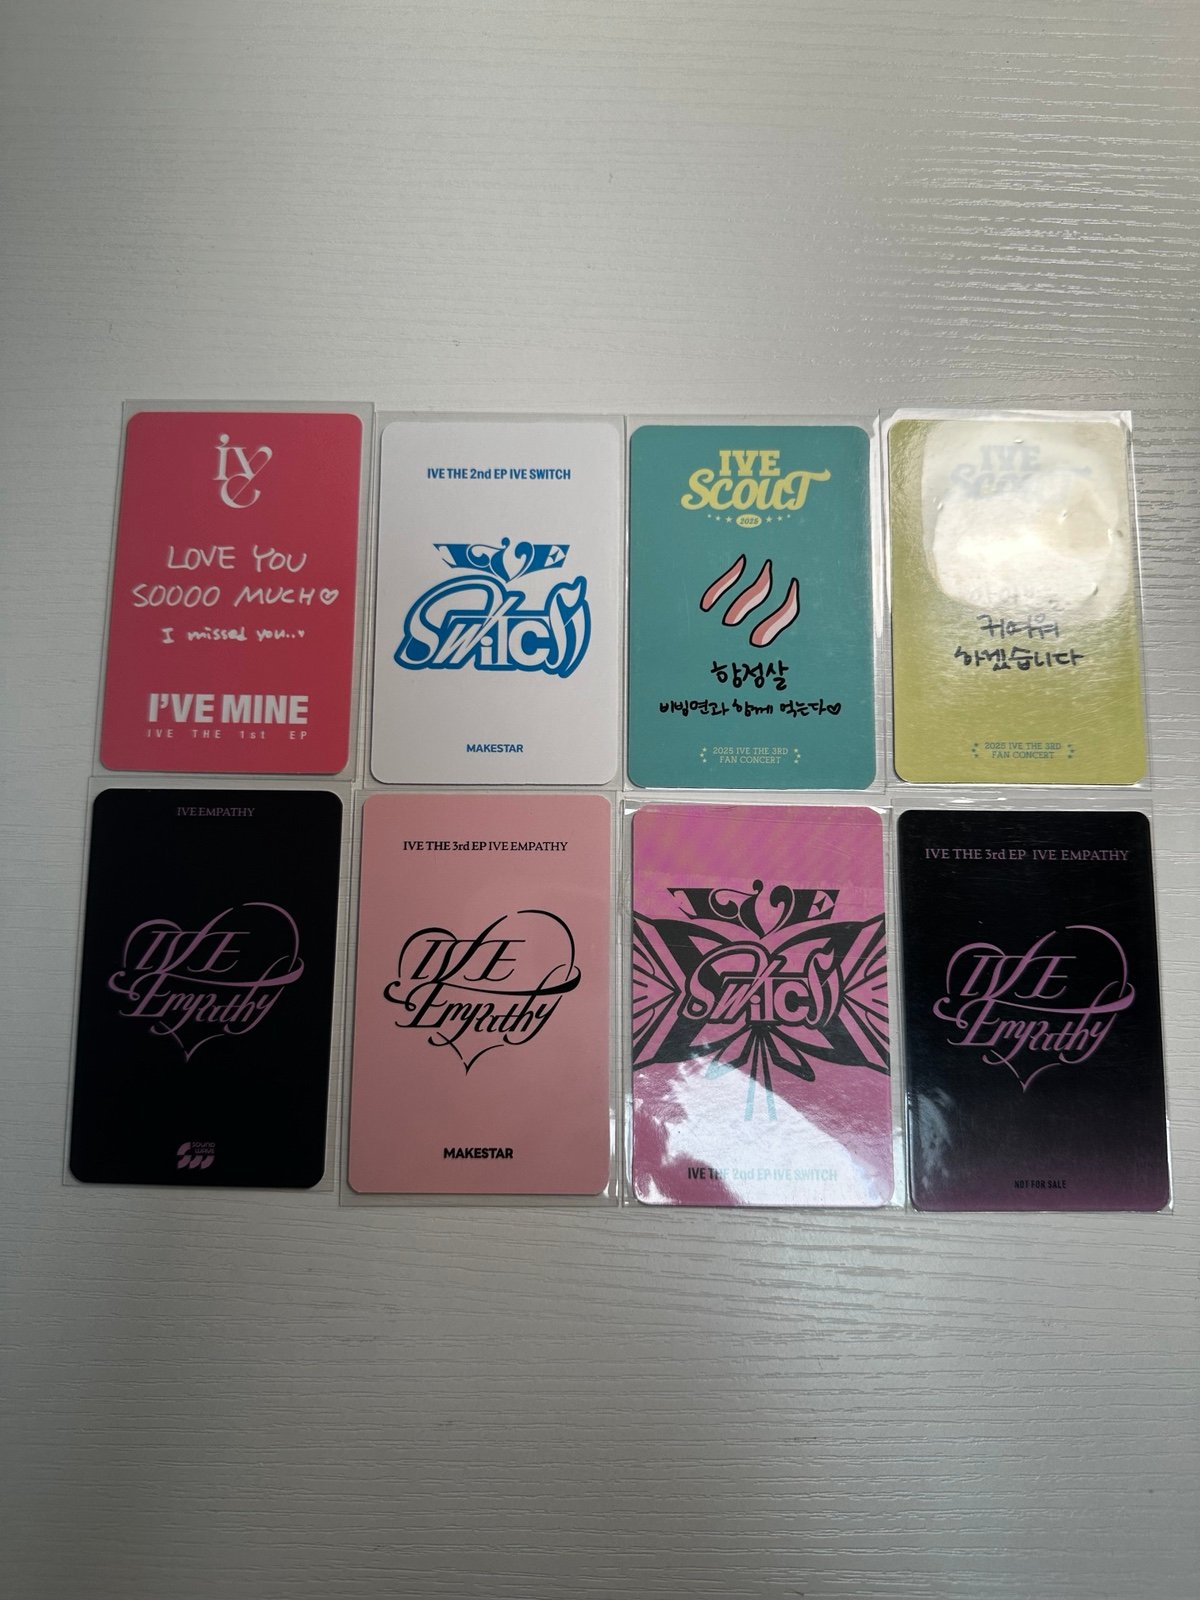 ive
LOVE YOU
SOOOO MUCH♡
I missed you..♥
I'VE MINE
IVE THE 1st EP
IVE THE 2nd EP IVE SWITCH
IVE
SWITCH
MAKESTAR
IVE
SCOUT
2025
항정살
비빔면과 함께 먹는다♡
2025 IVE THE 3RD
FAN CONCERT
IVE
SCOUT
귀여워
하겠습니다
2025 IVE THE 3RD
FAN CONCERT
IVE EMPATHY
IVE
Empathy
SOUND
WAVE
IVE THE 3rd EP IVE EMPATHY
IVE
Empathy
MAKESTAR
IVE
SWITCH
IVE THE 2nd EP IVE SWITCH
IVE THE 3rd EP IVE EMPATHY
IVE
Empathy
NOT FOR SALE